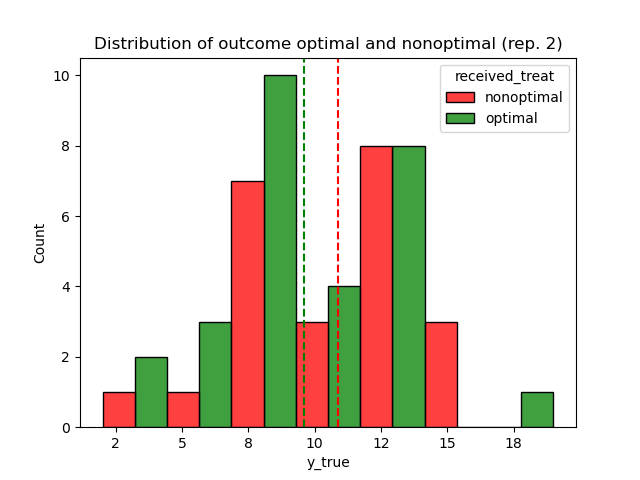 Distribution of outcome optimal and nonoptimal (rep. 2)
received_treat
nonoptimal
optimal
Count
10
8
6
4
2
0
2
5
8
10
12
15
18
y_true